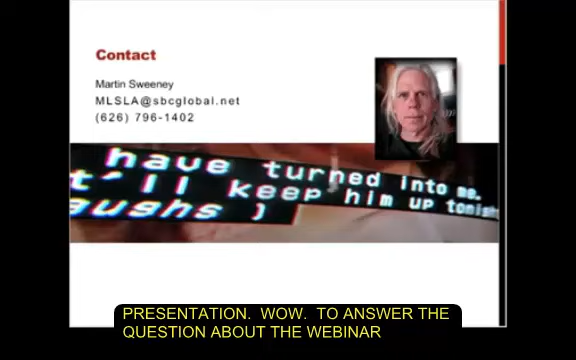 Contact
Martin Sweeney
MLSLA@sbcglobal.net
(626) 796-1402
have turned into me.
t'll keep him up tonigh
aughs )
PRESENTATION. WOW. TO ANSWER THE
QUESTION ABOUT THE WEBINAR